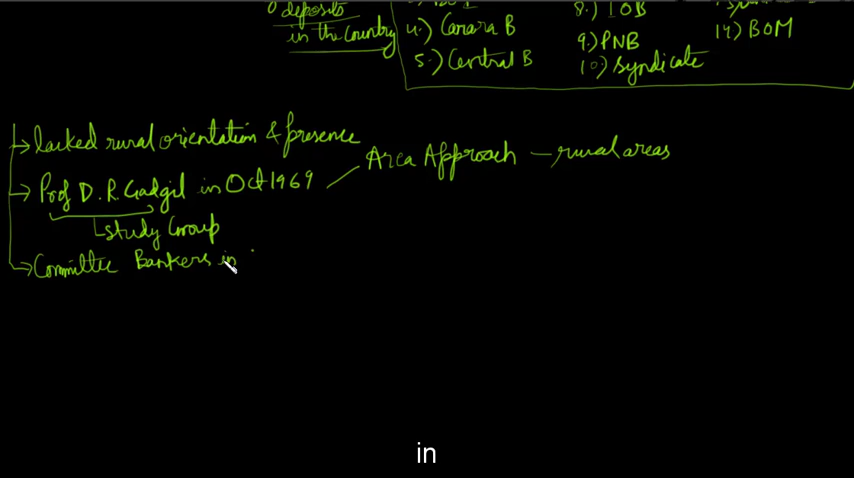 deposits
in the country
4.) Canara B
5.) Central B
8.) IOB
9.) PNB
10.) Syndicate
14) BOM
lacked rural orientation & presence
Prof D. R. Gadgil in Oct 1969
Area Approach - rural areas
study Group
Committee Bankers in
in